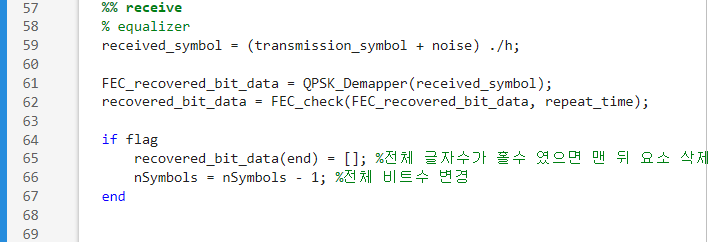 57 %% receive
58 % equalizer
59 received_symbol = (transmission_symbol + noise) ./h;
60
61 FEC_recovered_bit_data = QPSK_Demapper(received_symbol);
62 recovered_bit_data = FEC_check(FEC_recovered_bit_data, repeat_time);
63
64 if flag
65 recovered_bit_data(end) = []; %전체 글자수가 홀수 였으면 맨 뒤 요소 삭제
66 nSymbols = nSymbols - 1; %전체 비트수 변경
67 end
68
69